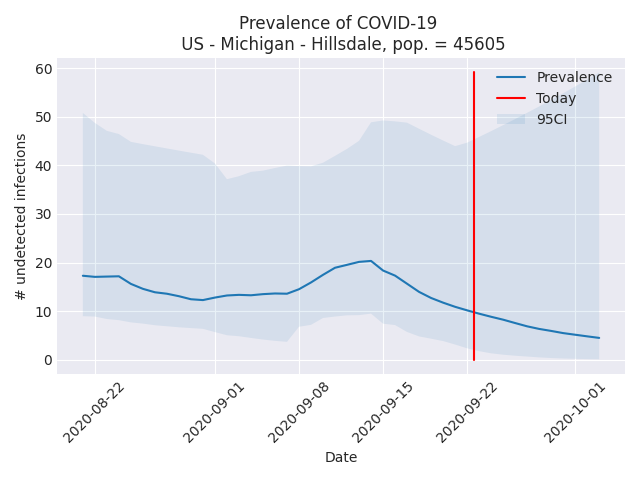 Prevalence of COVID-19
US - Michigan - Hillsdale, pop. = 45605
# undetected infections
60
50
40
30
20
10
0
Prevalence
Today
95CI
2020-08-22
2020-09-01
2020-09-08
2020-09-15
2020-09-22
2020-10-01
Date